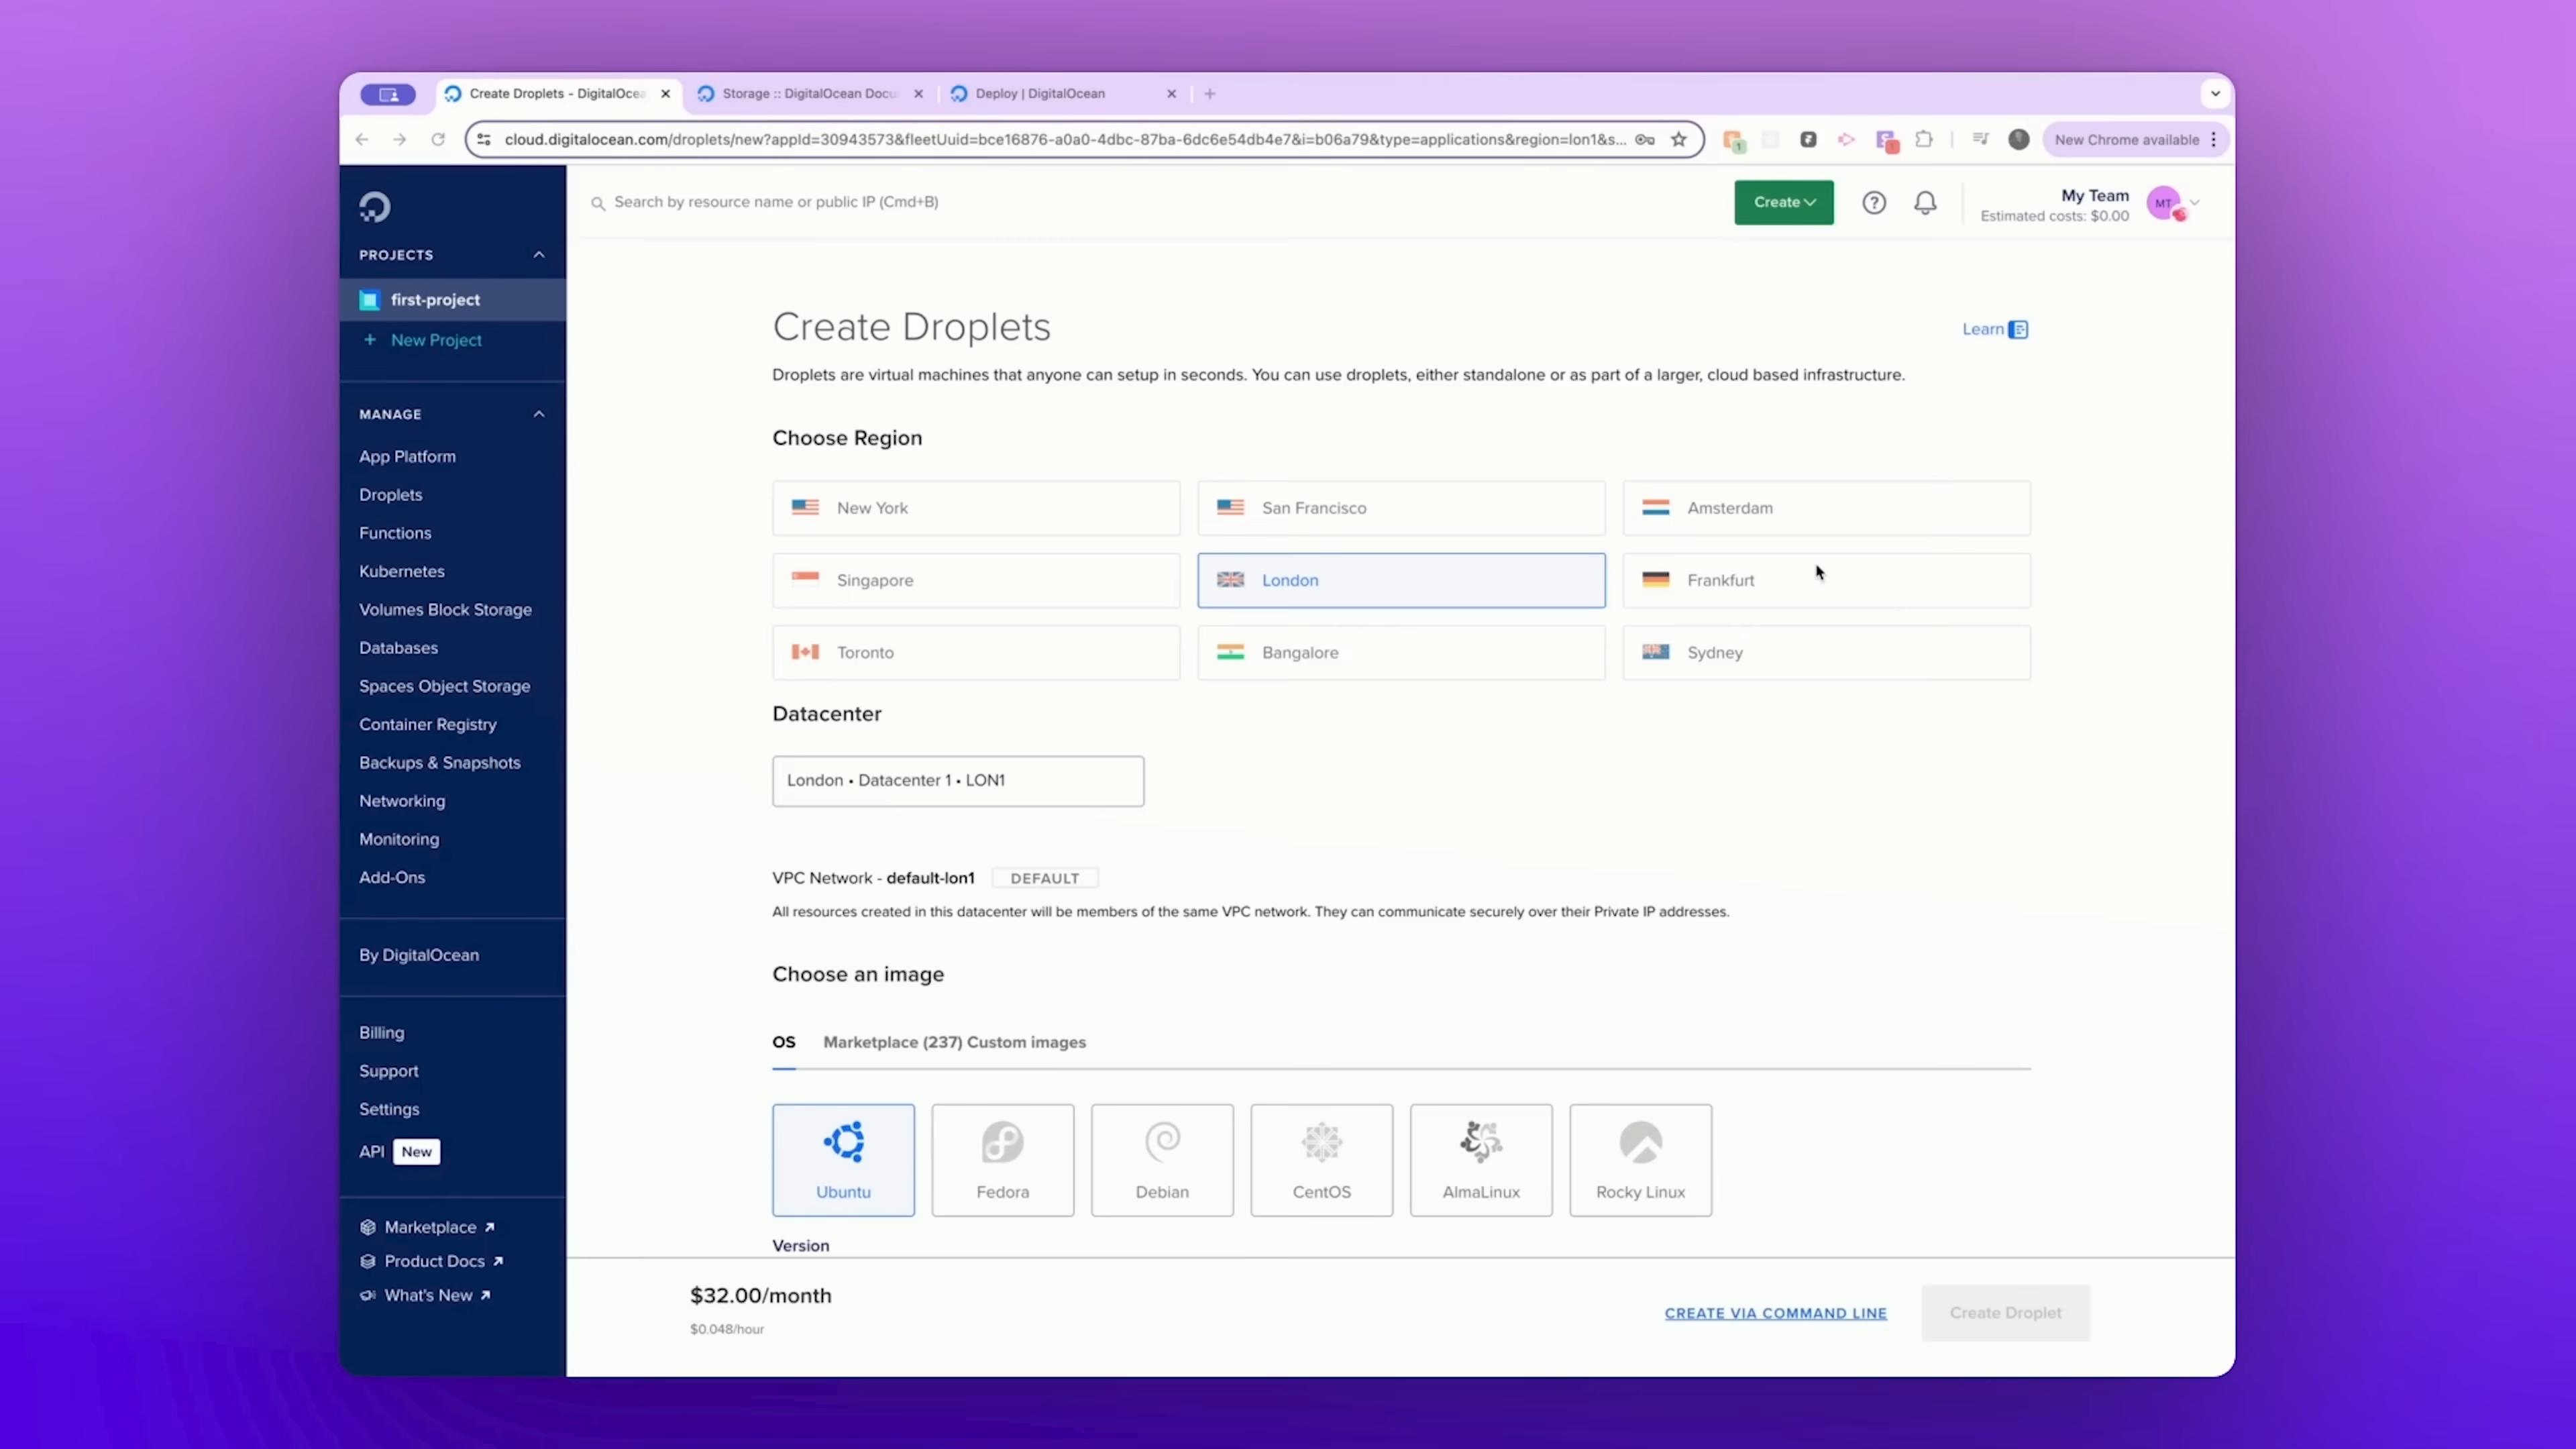 Create Droplets - DigitalOcea
Storage :: DigitalOcean Docu
Deploy | DigitalOcean
cloud.digitalocean.com/droplets/new?appId=30943573&fleetUuid=bce16876-a0a0-4dbc-87ba-6dc6e54db4e7&i=b06a79&type=applications&region=lon1&s...
New Chrome available
Search by resource name or public IP (Cmd+B)
Create
My Team
Estimated costs: $0.00
MT
PROJECTS
first-project
+ New Project
MANAGE
App Platform
Droplets
Functions
Kubernetes
Volumes Block Storage
Databases
Spaces Object Storage
Container Registry
Backups & Snapshots
Networking
Monitoring
Add-Ons
By DigitalOcean
Billing
Support
Settings
API New
Marketplace
Product Docs
What's New
Create Droplets
Learn
Droplets are virtual machines that anyone can setup in seconds. You can use droplets, either standalone or as part of a larger, cloud based infrastructure.
Choose Region
New York
San Francisco
Amsterdam
Singapore
London
Frankfurt
Toronto
Bangalore
Sydney
Datacenter
London • Datacenter 1 • LON1
VPC Network - default-lon1 DEFAULT
All resources created in this datacenter will be members of the same VPC network. They can communicate securely over their Private IP addresses.
Choose an image
OS Marketplace (237) Custom images
Ubuntu
Fedora
Debian
CentOS
AlmaLinux
Rocky Linux
Version
$32.00/month
$0.048/hour
CREATE VIA COMMAND LINE
Create Droplet